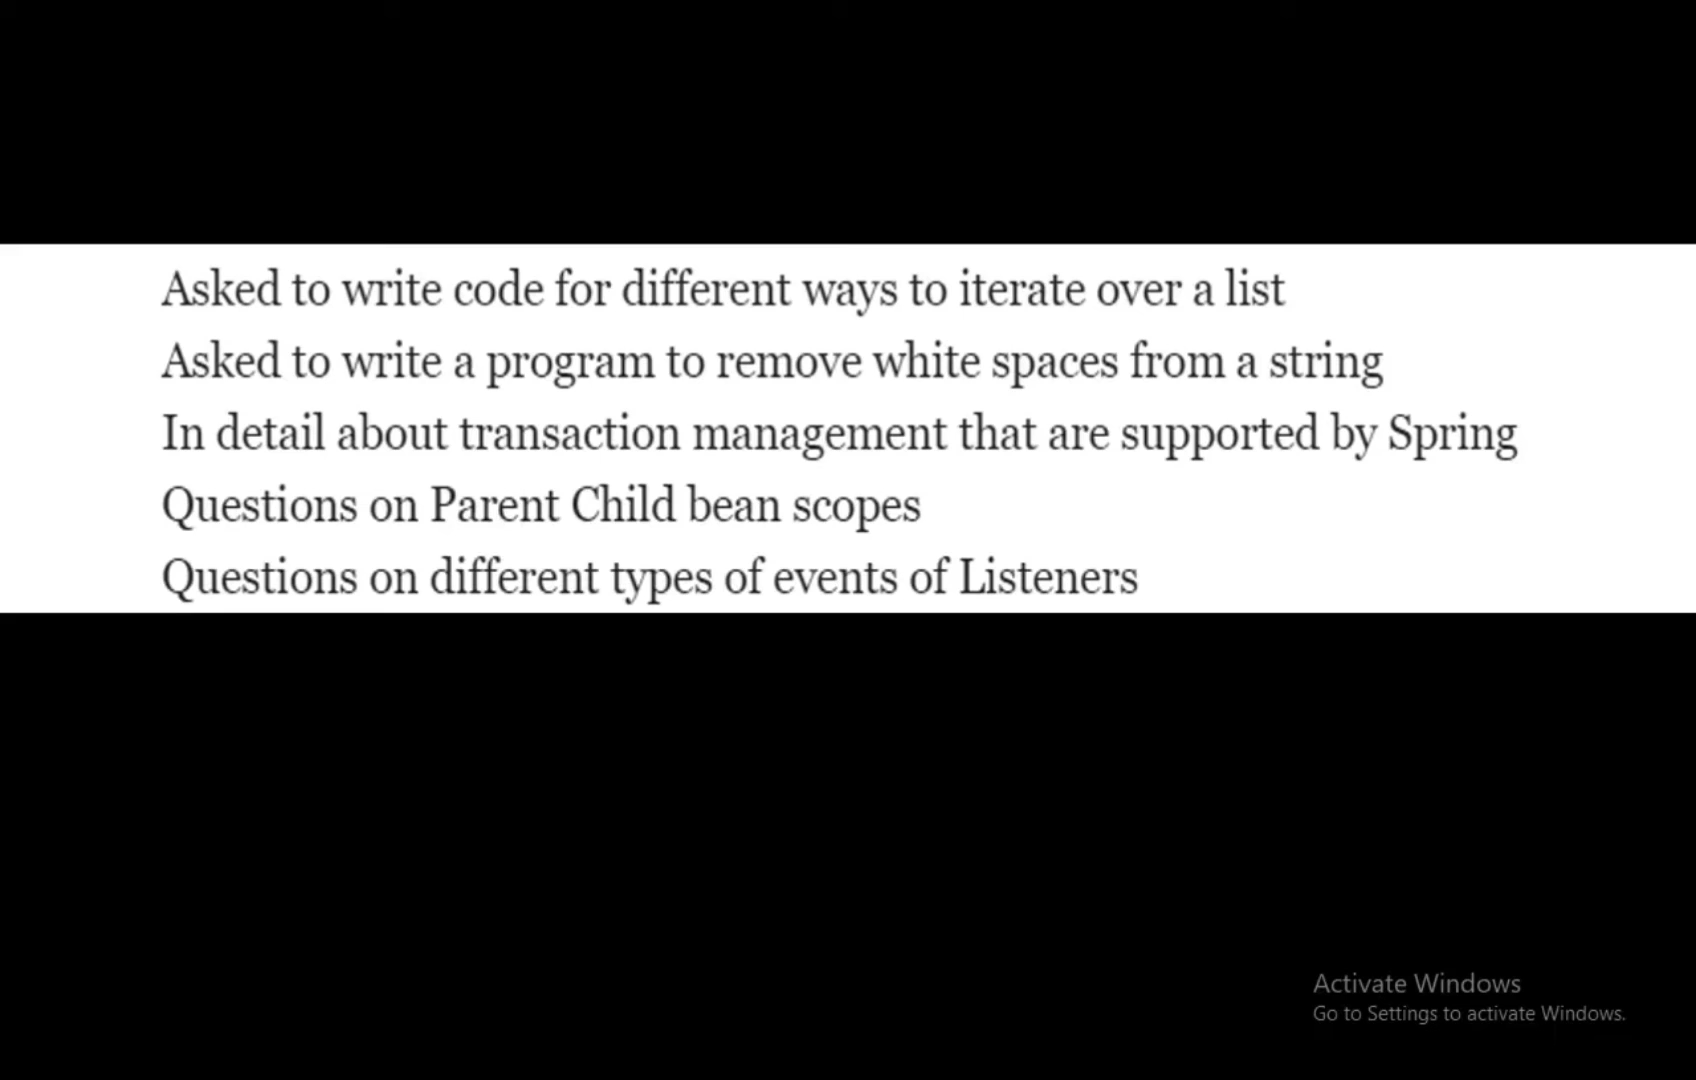 Asked to write code for different ways to iterate over a list
Asked to write a program to remove white spaces from a string
In detail about transaction management that are supported by Spring
Questions on Parent Child bean scopes
Questions on different types of events of Listeners
Activate Windows
Go to Settings to activate Windows.